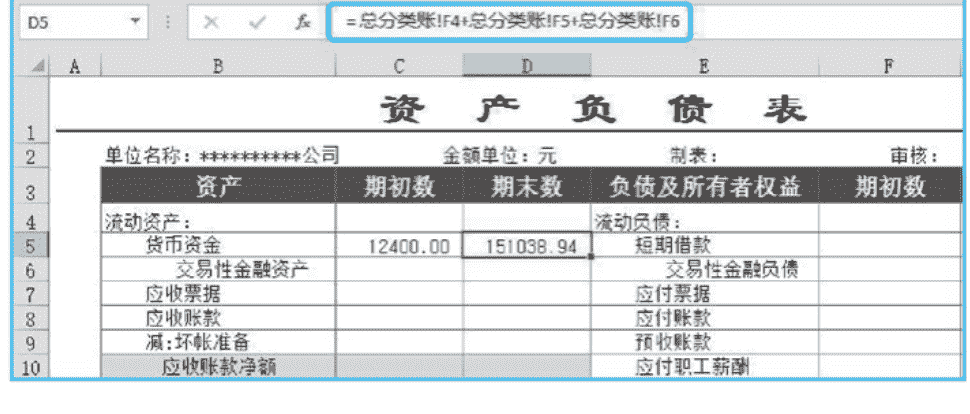 D5 fx =总分类账!F4+总分类账!F5+总分类账!F6
A B C D E F
1 资 产 负 债 表
2 单位名称：**********公司 金额单位：元 制表： 审核：
3 资产 期初数 期末数 负债及所有者权益 期初数
4 流动资产： 流动负债：
5 货币资金 12400.00 151038.94 短期借款
6 交易性金融资产 交易性金融负债
7 应收票据 应付票据
8 应收账款 应付账款
9 减:坏帐准备 预收账款
10 应收账款净额 应付职工薪酬